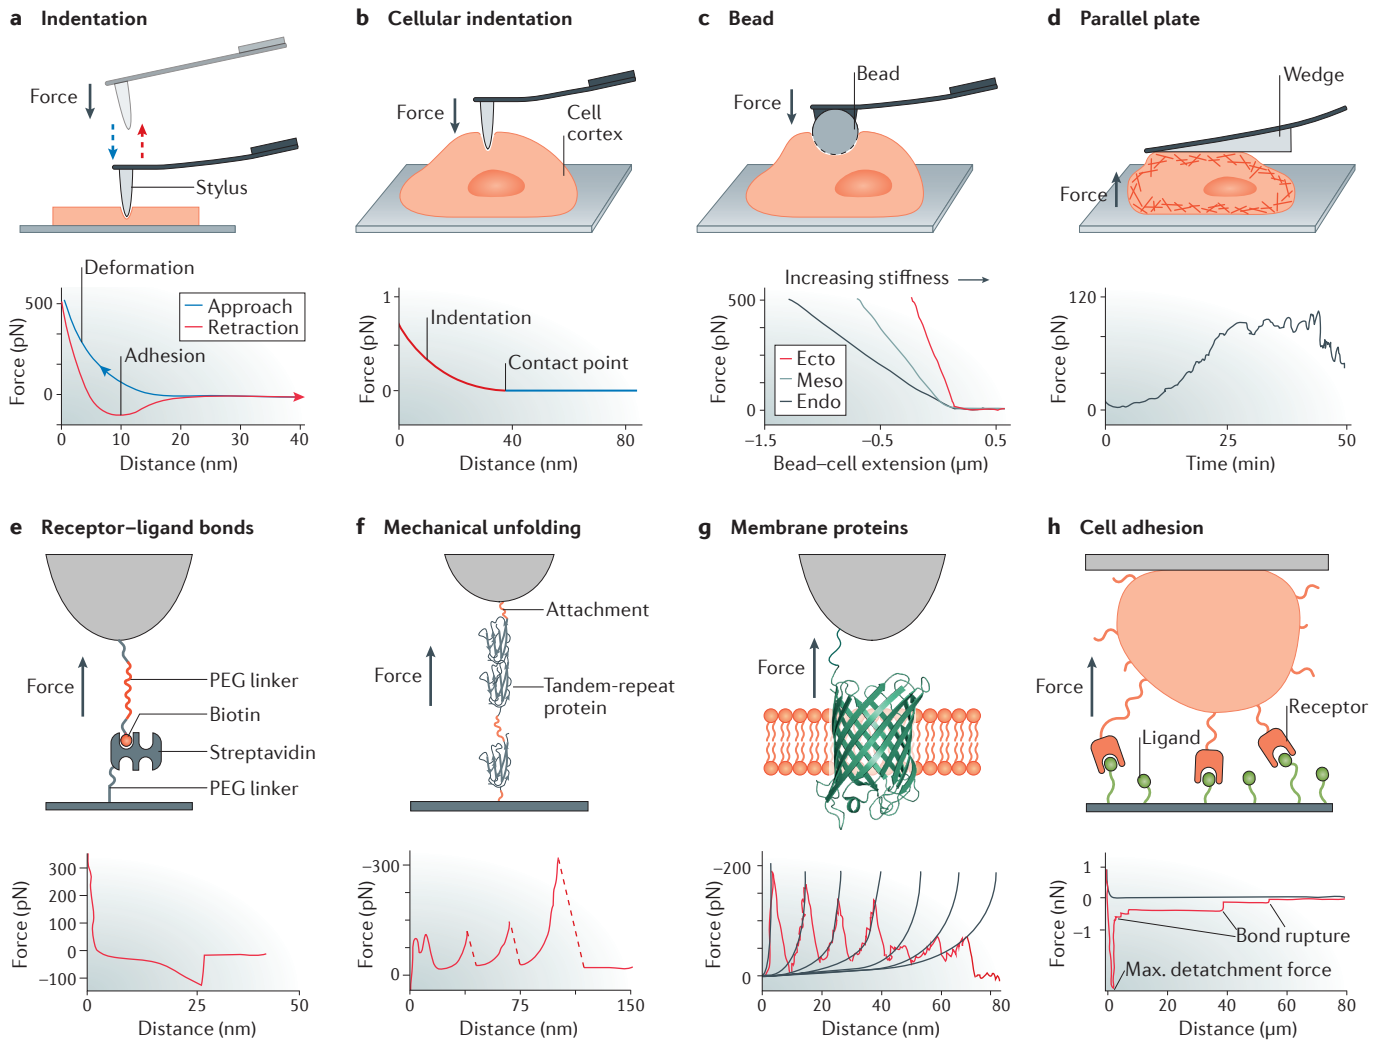 a Indentation
Force
Stylus
Deformation
Adhesion
Approach
Retraction
Force (pN)
500
0
0 10 20 30 40
Distance (nm)
b Cellular indentation
Force
Cell
cortex
Indentation
Contact point
Force (pN)
1
0
0 40 80
Distance (nm)
c Bead
Bead
Force
Increasing stiffness
Ecto
Meso
Endo
Force (pN)
500
0
–1.5 –0.5 0.5
Bead–cell extension (µm)
d Parallel plate
Wedge
Force
Force (pN)
120
0
0 25 50
Time (min)
e Receptor–ligand bonds
Force
PEG linker
Biotin
Streptavidin
PEG linker
Force (pN)
300
200
100
0
–100
0 25 50
Distance (nm)
f Mechanical unfolding
Attachment
Force
Tandem-repeat
protein
Force (pN)
–300
0
0 75 150
Distance (nm)
g Membrane proteins
Force
Force (pN)
–200
0
0 20 40 60 80
Distance (nm)
h Cell adhesion
Force
Receptor
Ligand
Force (nN)
1
0
–1
Bond rupture
Max. detatchment force
0 40 60 80
Distance (µm)